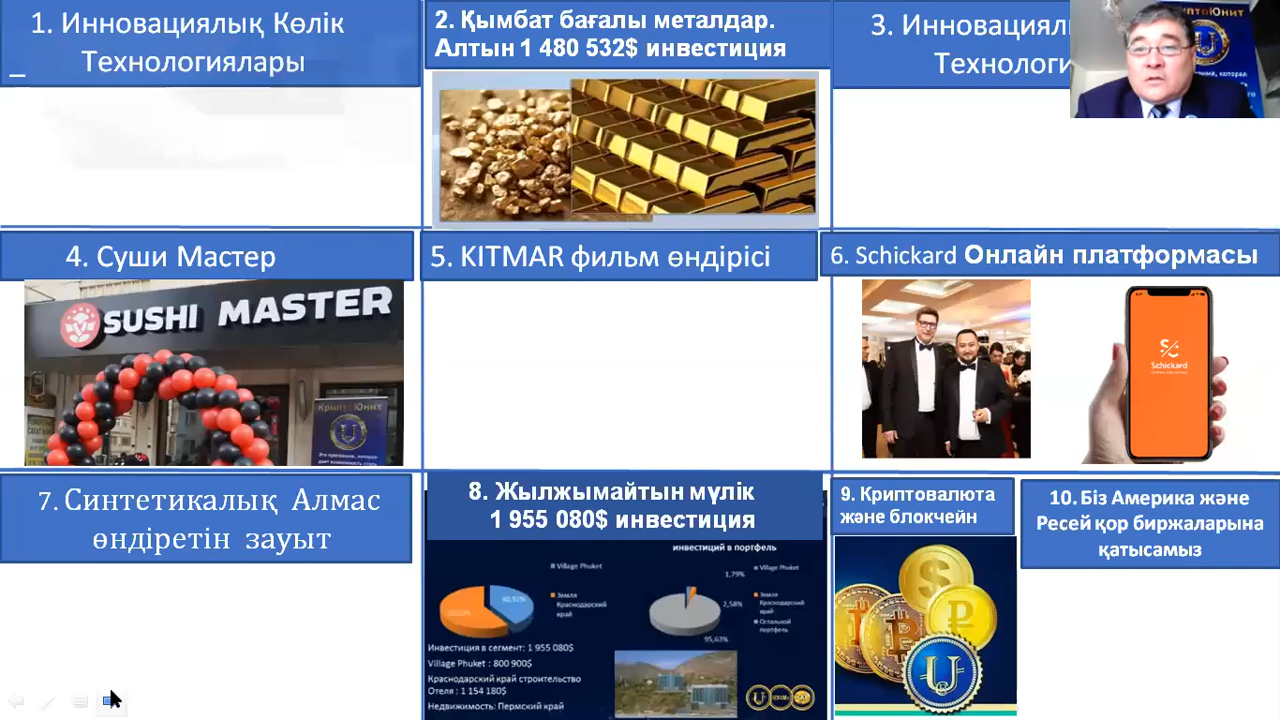 1. Инновациялық Көлік
Технологиялары
2. Қымбат бағалы металдар.
Алтын 1 480 532$ инвестиция
3. Инновациял
Технологи
КриптоЮнит
4. Суши Мастер
SUSHI MASTER
КриптоЮнит
5. KITMAR фильм өндірісі
6. Schickard Онлайн платформасы
Schickard
7. Синтетикалық Алмас
өндіретін зауыт
8. Жылжымайтын мүлік
1 955 080$ инвестиция
инвестиций в портфель
Village Phuket
Земля
Краснодарский
край
40,92%
1,79%
2,58%
95,63%
Village Phuket
Земля
Краснодарский
край
Остальной
портфель
Инвестиция в сегмент: 1 955 080$
Village Phuket : 800 900$
Краснодарский край строительство
Отеля : 1 154 180$
Недвижимость: Пермский край
9. Криптовалюта
және блокчейн
10. Біз Америка және
Ресей қор биржаларына
қатысамыз